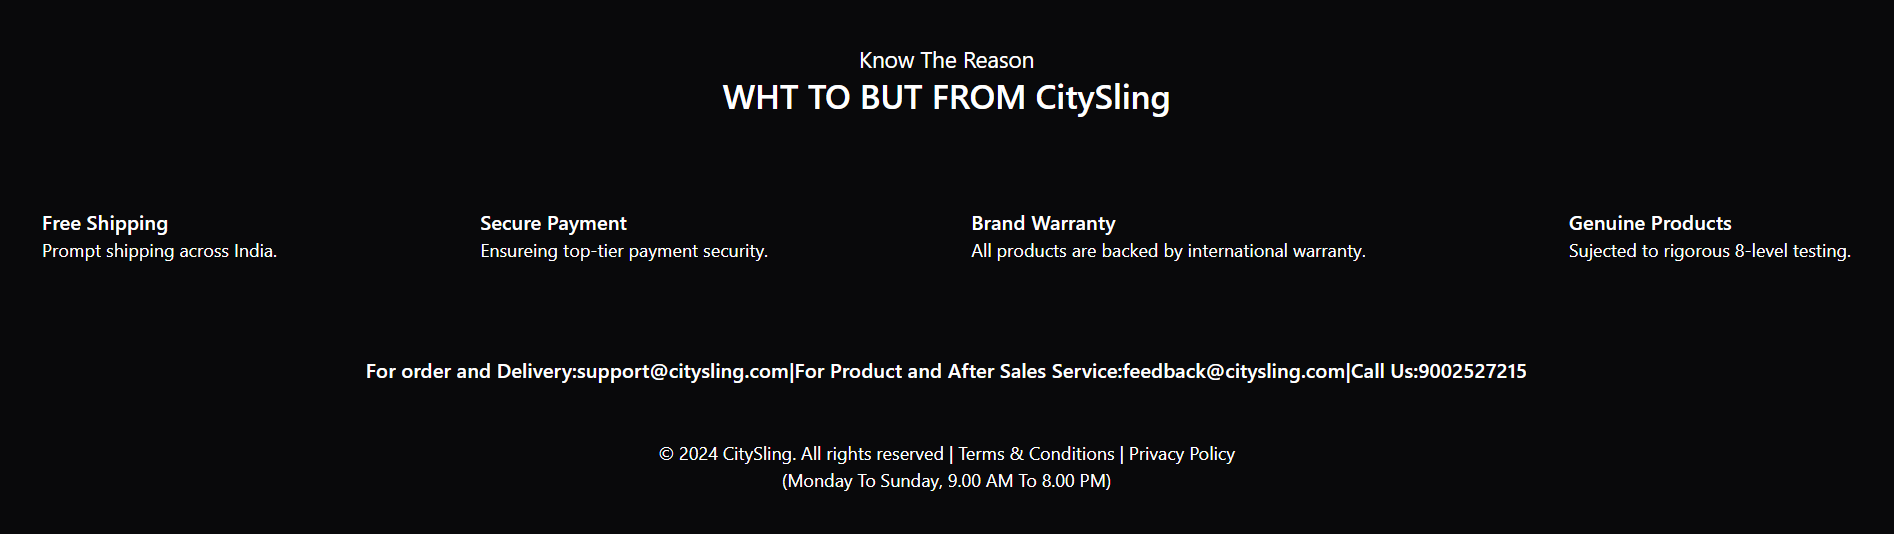 Know The Reason
WHT TO BUT FROM CitySling
Free Shipping
Prompt shipping across India.
Secure Payment
Ensureing top-tier payment security.
Brand Warranty
All products are backed by international warranty.
Genuine Products
Sujected to rigorous 8-level testing.
For order and Delivery:support@citysling.com|For Product and After Sales Service:feedback@citysling.com|Call Us:9002527215
© 2024 CitySling. All rights reserved | Terms & Conditions | Privacy Policy
(Monday To Sunday, 9.00 AM To 8.00 PM)